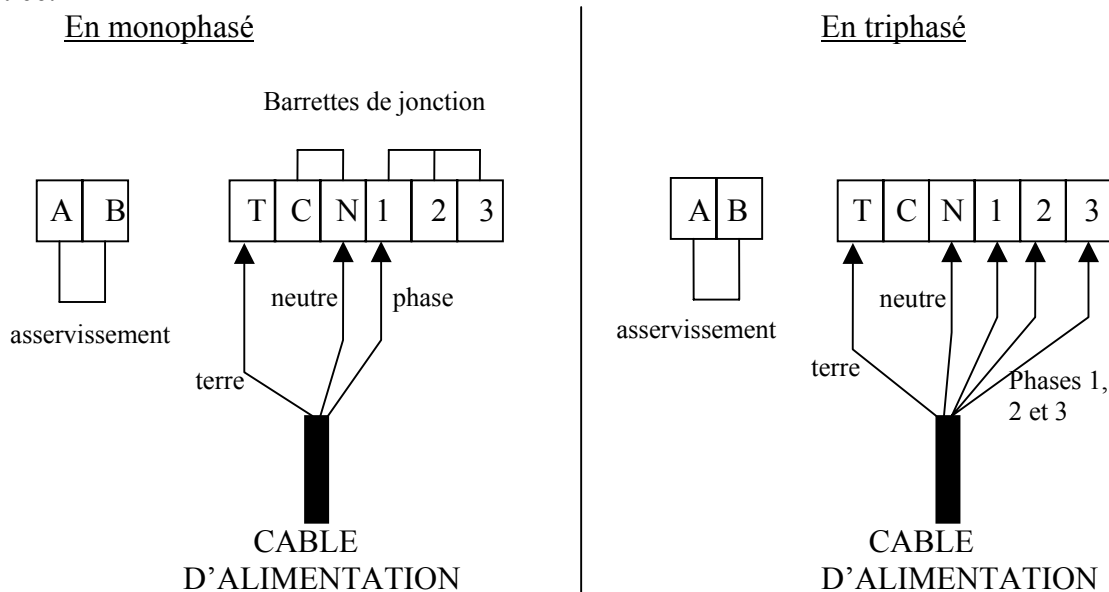 En monophasé
Barrettes de jonction
A B
T C N 1 2 3
neutre
phase
asservissement
terre
CABLE
D’ALIMENTATION
En triphasé
A B
T C N 1 2 3
neutre
asservissement
terre
Phases 1,
2 et 3
CABLE
D’ALIMENTATION